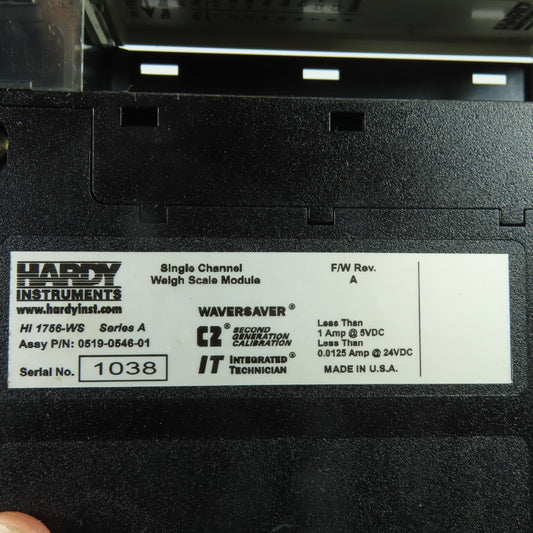 HARDY
INSTRUMENTS
www.hardyinst.com
HI 1756-WS Series A
Assy P/N: 0519-0546-01
Serial No. 1038
Single Channel
Weigh Scale Module
WAVERSAVER®
C2® SECOND
GENERATION
CALIBRATION
IT INTEGRATED®
TECHNICIAN
F/W Rev.
A
Less Than
1 Amp @ 5VDC
Less Than
0.0125 Amp @ 24VDC
MADE IN U.S.A.